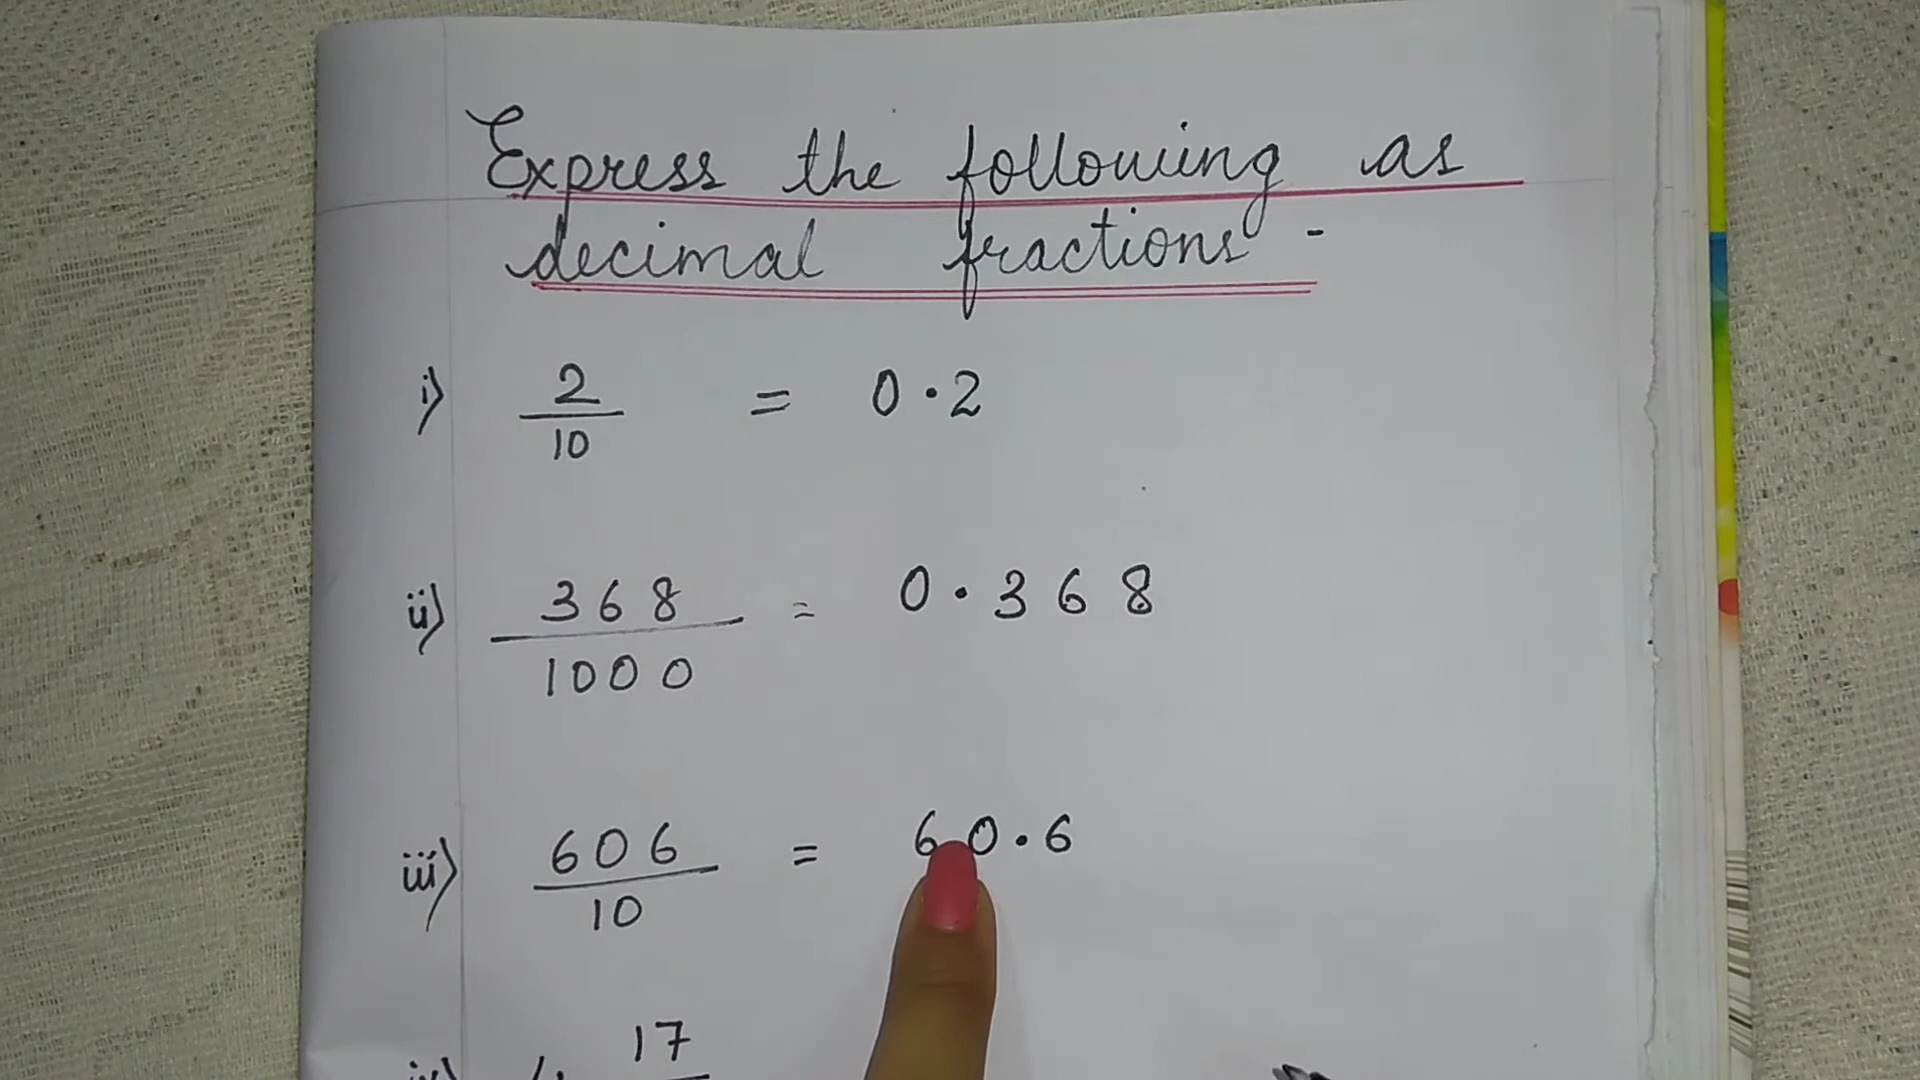 Express the following as
decimal fractions -
i) 2/10 = 0.2
ii) 368/1000 = 0.368
iii) 606/10 = 60.6
iv) 17